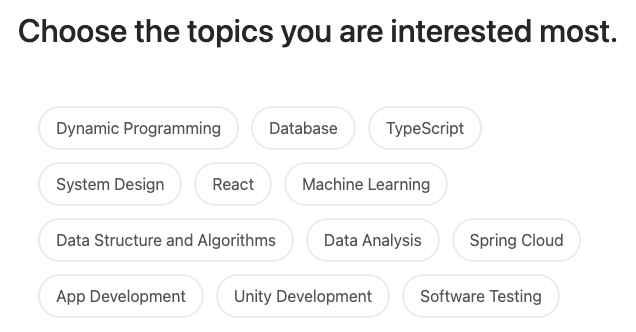 Choose the topics you are interested most.
Dynamic Programming Database TypeScript
System Design React Machine Learning
Data Structure and Algorithms Data Analysis Spring Cloud
App Development Unity Development Software Testing